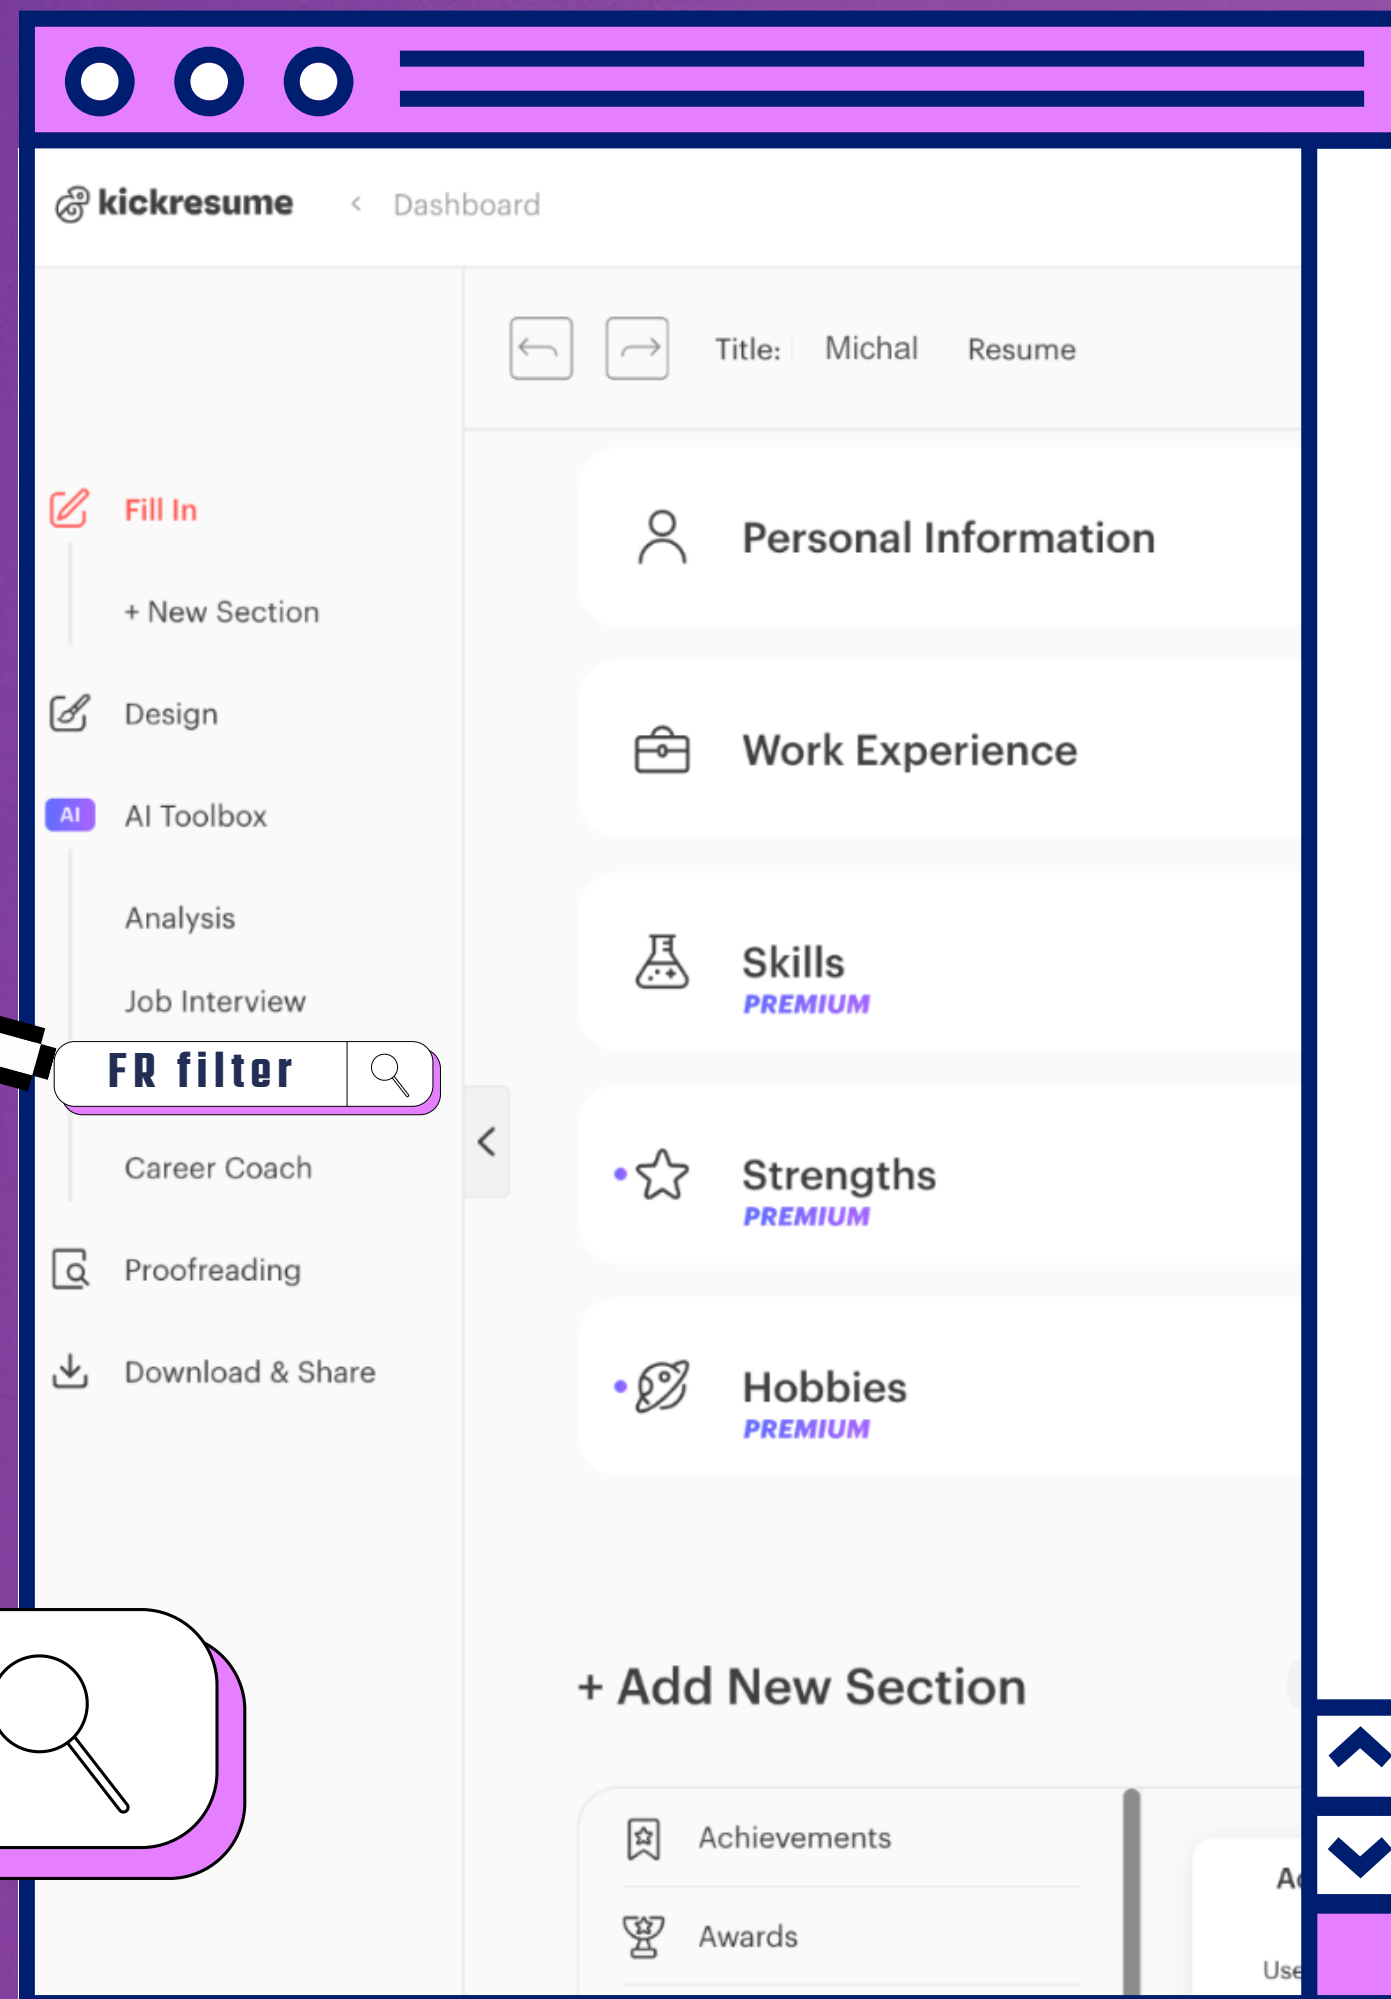 kickresume < Dashboard
Title: Michal Resume
Fill In
+ New Section
Design
AI AI Toolbox
Analysis
Job Interview
FR filter
Career Coach
Proofreading
Download & Share
Personal Information
Work Experience
Skills
PREMIUM
Strengths
PREMIUM
Hobbies
PREMIUM
+ Add New Section
Achievements
Awards